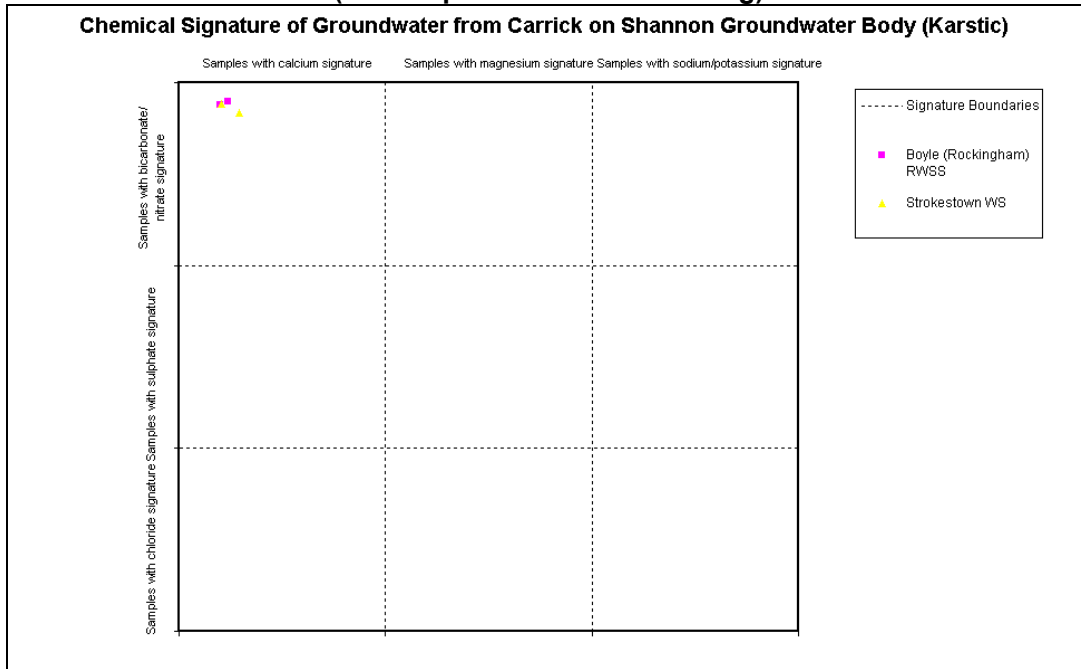 Chemical Signature of Groundwater from Carrick on Shannon Groundwater Body (Karstic)
Samples with calcium signature
Samples with magnesium signature
Samples with sodium/potassium signature
Samples with bicarbonate/
nitrate signature
Samples with sulphate signature
Samples with chloride signature
Signature Boundaries
Boyle (Rockingham)
RWSS
Strokestown WS